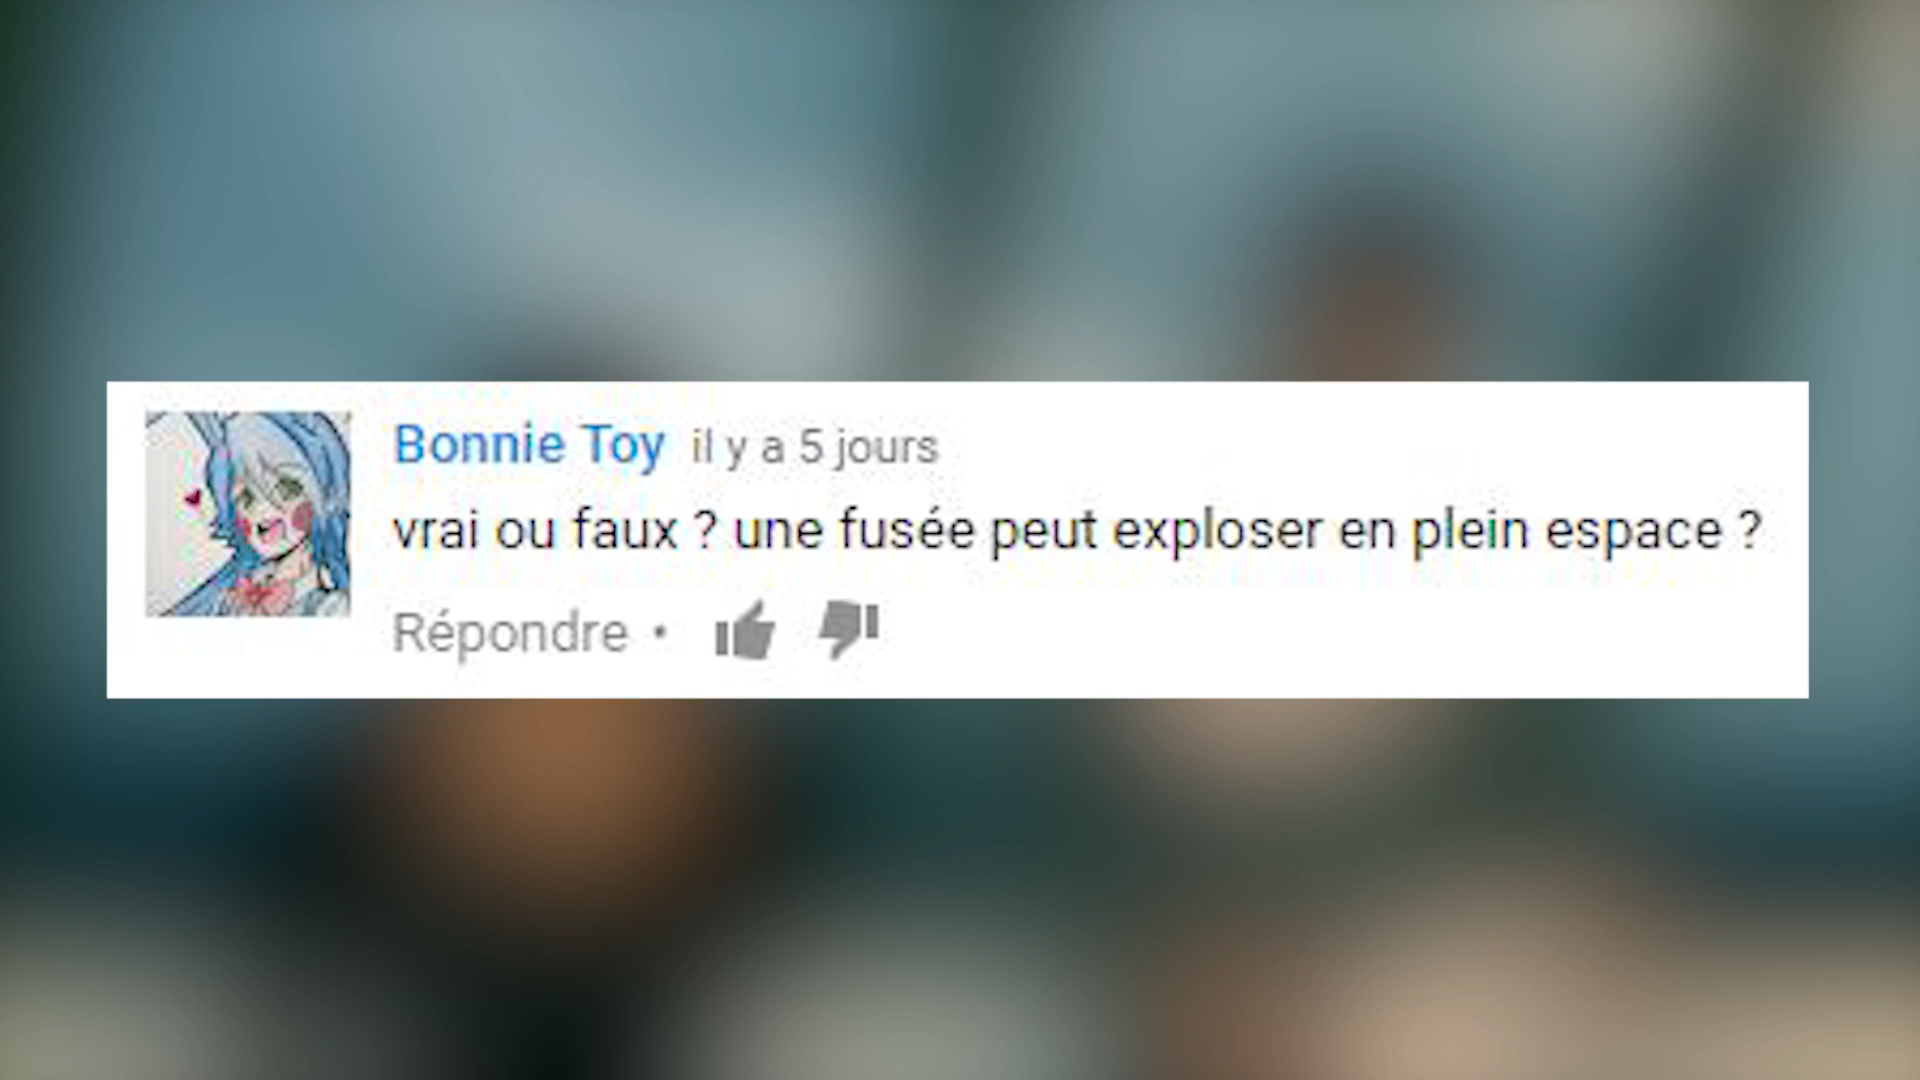 Bonnie Toy il y a 5 jours
vrai ou faux ? une fusée peut exploser en plein espace ?
Répondre •